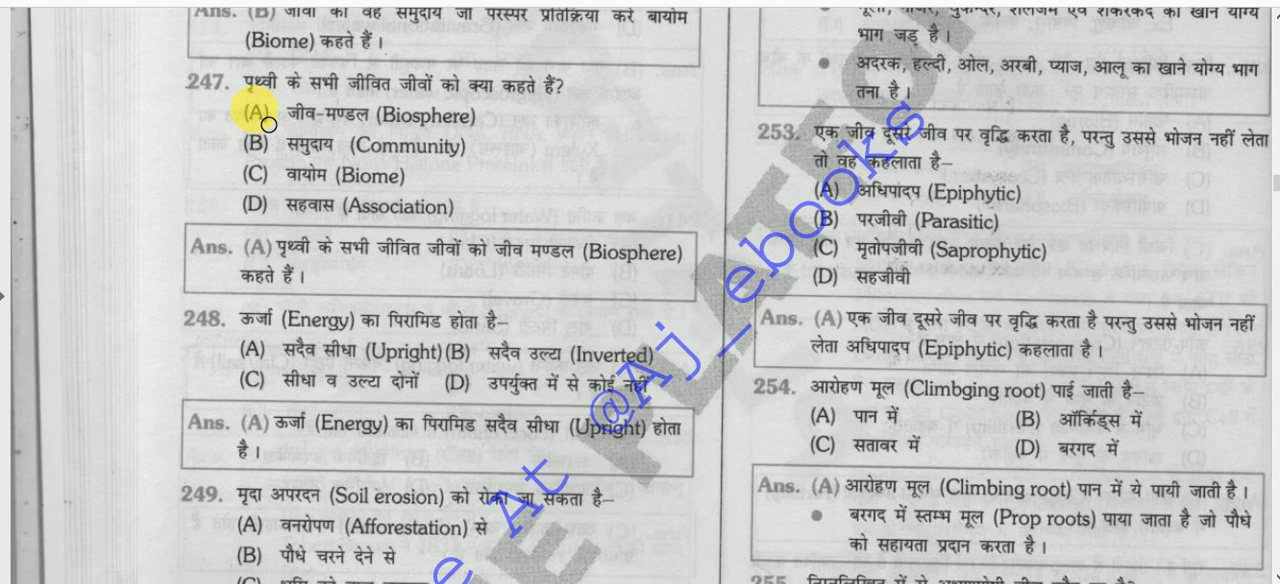 Ans. (B) जीवों का वह समुदाय जो परस्पर प्रतिक्रिया करे बायोम
(Biome) कहते हैं ।
247. पृथ्वी के सभी जीवित जीवों को क्या कहते हैं?
(A) जीव-मण्डल (Biosphere)
(B) समुदाय (Community)
(C) वायोम (Biome)
(D) सहवास (Association)
Ans. (A) पृथ्वी के सभी जीवित जीवों को जीव मण्डल (Biosphere)
कहते हैं ।
248. ऊर्जा (Energy) का पिरामिड होता है–
(A) सदैव सीधा (Upright) (B) सदैव उल्टा (Inverted)
(C) सीधा व उल्टा दोनों (D) उपर्युक्त में से कोई नहीं
Ans. (A) ऊर्जा (Energy) का पिरामिड सदैव सीधा (Upright) होता
है ।
249. मृदा अपरदन (Soil erosion) को रोका जा सकता है–
(A) वनरोपण (Afforestation) से
(B) पौधे चरने देने से
(C)
शलजम एवं शकरकंद का खाने योग्य
भाग जड़ है ।
• अदरक, हल्दी, ओल, अरबी, प्याज, आलू का खाने योग्य भाग
तना है ।
253. एक जीव दूसरे जीव पर वृद्धि करता है, परन्तु उससे भोजन नहीं लेता
तो वह कहलाता है–
(A) अधिपादप (Epiphytic)
(B) परजीवी (Parasitic)
(C) मृतोपजीवी (Saprophytic)
(D) सहजीवी
Ans. (A) एक जीव दूसरे जीव पर वृद्धि करता है परन्तु उससे भोजन नहीं
लेता अधिपादप (Epiphytic) कहलाता है ।
254. आरोहण मूल (Climbging root) पाई जाती है–
(A) पान में (B) ऑर्किड्स में
(C) सतावर में (D) बरगद में
Ans. (A) आरोहण मूल (Climbing root) पान में ये पायी जाती है ।
• बरगद में स्तम्भ मूल (Prop roots) पाया जाता है जो पौधे
को सहायता प्रदान करता है ।
255.
At @Aj_ebooks